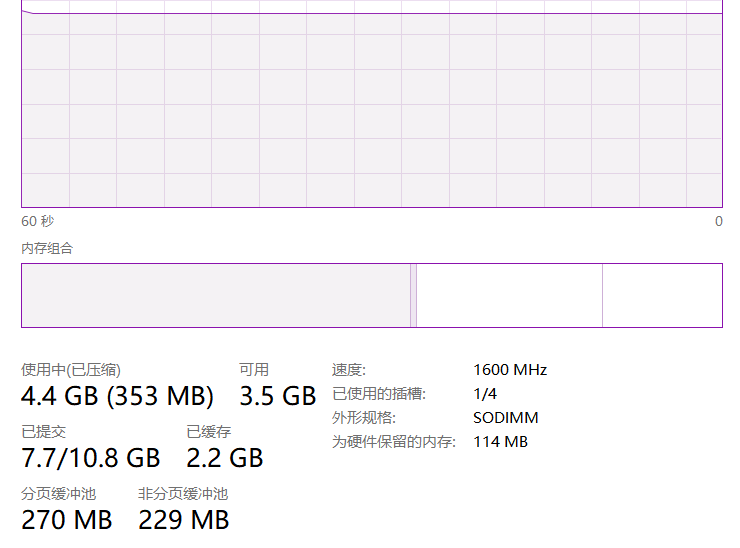 60 秒 0
内存组合
使用中(已压缩) 可用
4.4 GB (353 MB) 3.5 GB
已提交 已缓存
7.7/10.8 GB 2.2 GB
分页缓冲池 非分页缓冲池
270 MB 229 MB
速度: 1600 MHz
已使用的插槽: 1/4
外形规格: SODIMM
为硬件保留的内存: 114 MB